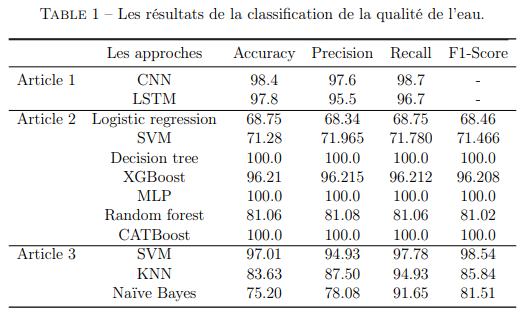 TABLE 1 – Les résultats de la classification de la qualité de l'eau.
Les approches Accuracy Precision Recall F1-Score
Article 1 CNN 98.4 97.6 98.7 -
LSTM 97.8 95.5 96.7 -
Article 2 Logistic regression 68.75 68.34 68.75 68.46
SVM 71.28 71.965 71.780 71.466
Decision tree 100.0 100.0 100.0 100.0
XGBoost 96.21 96.215 96.212 96.208
MLP 100.0 100.0 100.0 100.0
Random forest 81.06 81.08 81.06 81.02
CATBoost 100.0 100.0 100.0 100.0
Article 3 SVM 97.01 94.93 97.78 98.54
KNN 83.63 87.50 94.93 85.84
Naïve Bayes 75.20 78.08 91.65 81.51